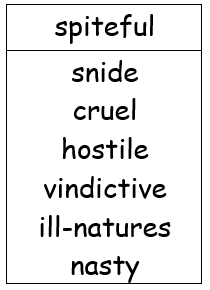 spiteful
snide
cruel
hostile
vindictive
ill-natures
nasty